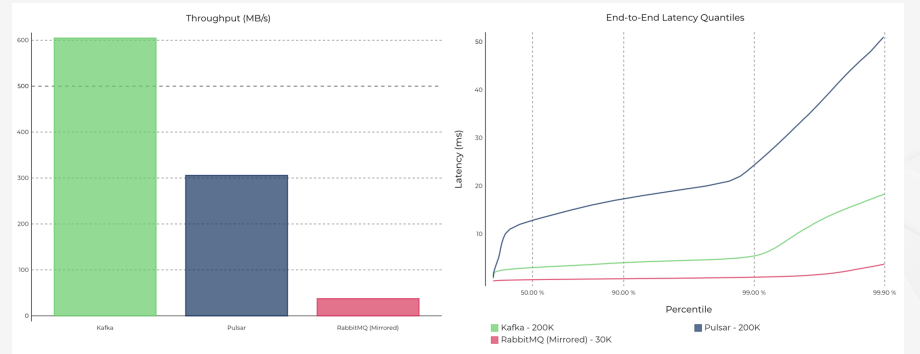 Throughput (MB/s)
600
500
400
300
200
100
0
Kafka
Pulsar
RabbitMQ (Mirrored)
End-to-End Latency Quantiles
Latency (ms)
50
40
30
20
10
50.00 %
90.00 %
99.00 %
99.90 %
Percentile
Kafka - 200K
Pulsar - 200K
RabbitMQ (Mirrored) - 30K